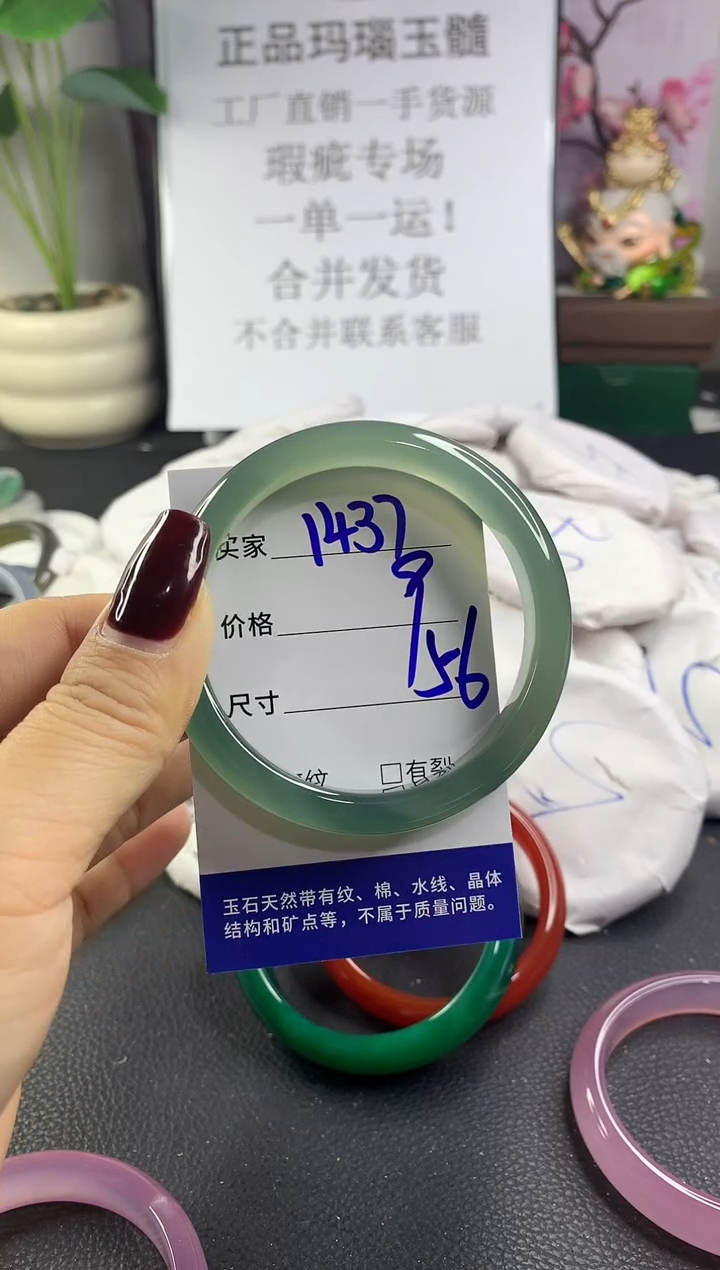 正品玛瑙玉髓
工厂直销一手货源
瑕疵专场
一单一运！
合并发货
不合并联系客服
买家 1437
价格 9
尺寸 56
纹 □有裂
玉石天然带有纹、棉、水线、晶体
结构和矿点等，不属于质量问题。